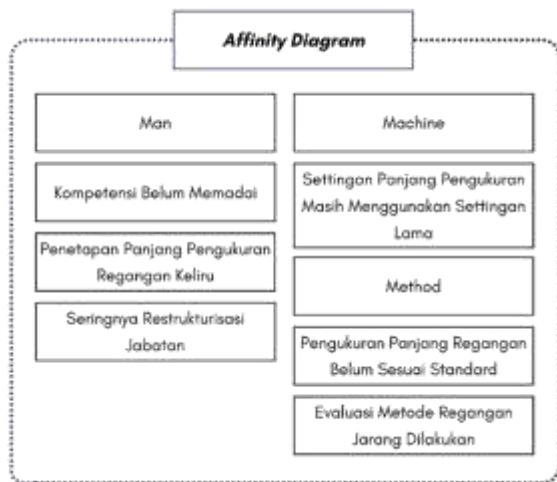 Affinity Diagram
Man
Kompetensi Belum Memadai
Penetapan Panjang Pengukuran
Regangan Keliru
Seringnya Restrukturisasi
Jabatan
Machine
Settingan Panjang Pengukuran
Masih Menggunakan Settingan
Lama
Method
Pengukuran Panjang Regangan
Belum Sesuai Standard
Evaluasi Metode Regangan
Jarang Dilakukan